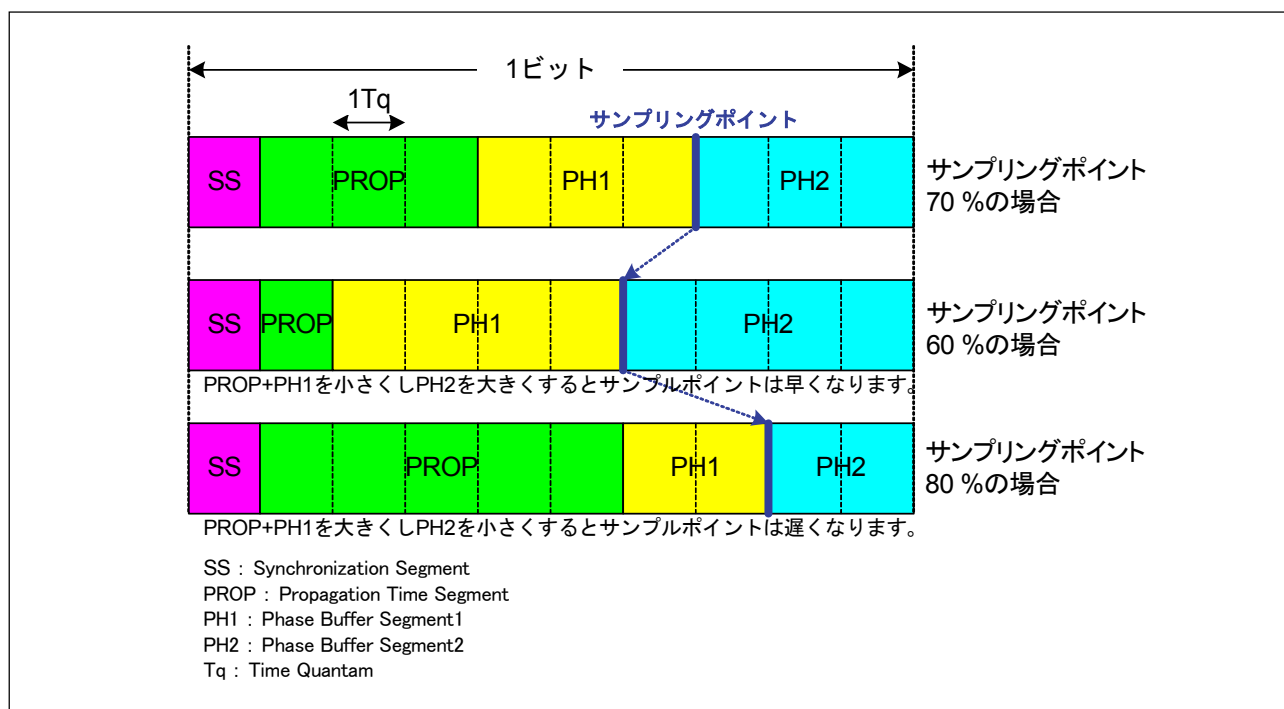 1ビット
1Tq
サンプリングポイント
SS PROP PH1 PH2
サンプリングポイント
70 %の場合
SS PROP PH1 PH2
サンプリングポイント
60 %の場合
PROP+PH1を小さくしPH2を大きくするとサンプルポイントは早くなります。
SS PROP PH1 PH2
サンプリングポイント
80 %の場合
PROP+PH1を大きくしPH2を小さくするとサンプルポイントは遅くなります。
SS : Synchronization Segment
PROP : Propagation Time Segment
PH1 : Phase Buffer Segment1
PH2 : Phase Buffer Segment2
Tq : Time Quantam